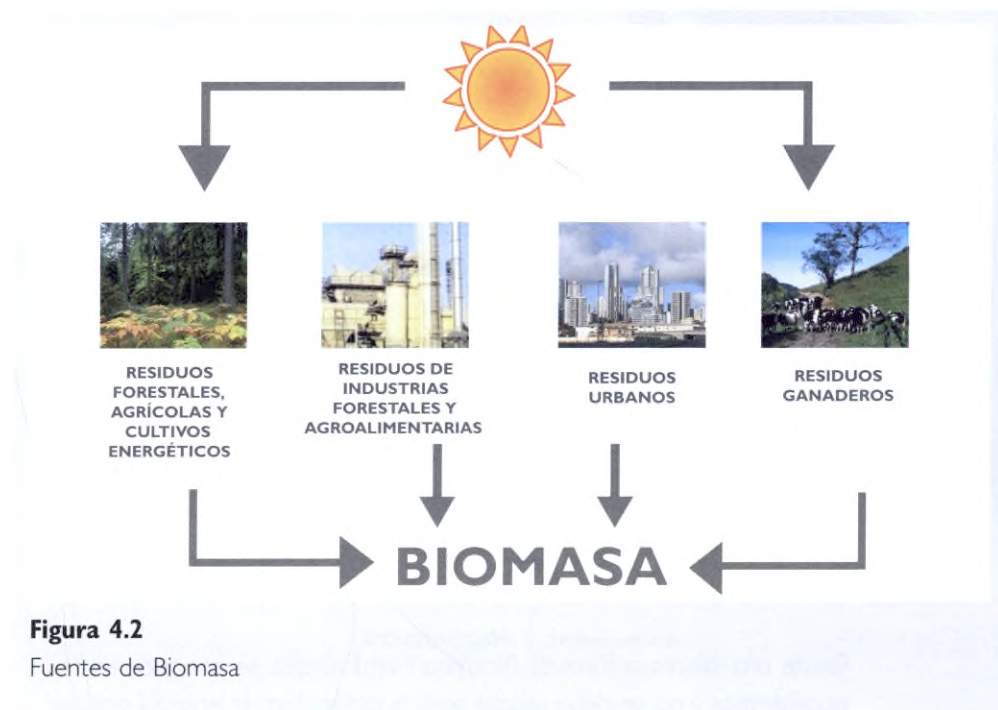 RESIDUOS
FORESTALES,
AGRÍCOLAS Y
CULTIVOS
ENERGÉTICOS
RESIDUOS DE
INDUSTRIAS
FORESTALES Y
AGROALIMENTARIAS
RESIDUOS
URBANOS
RESIDUOS
GANADEROS
BIOMASA
Figura 4.2
Fuentes de Biomasa